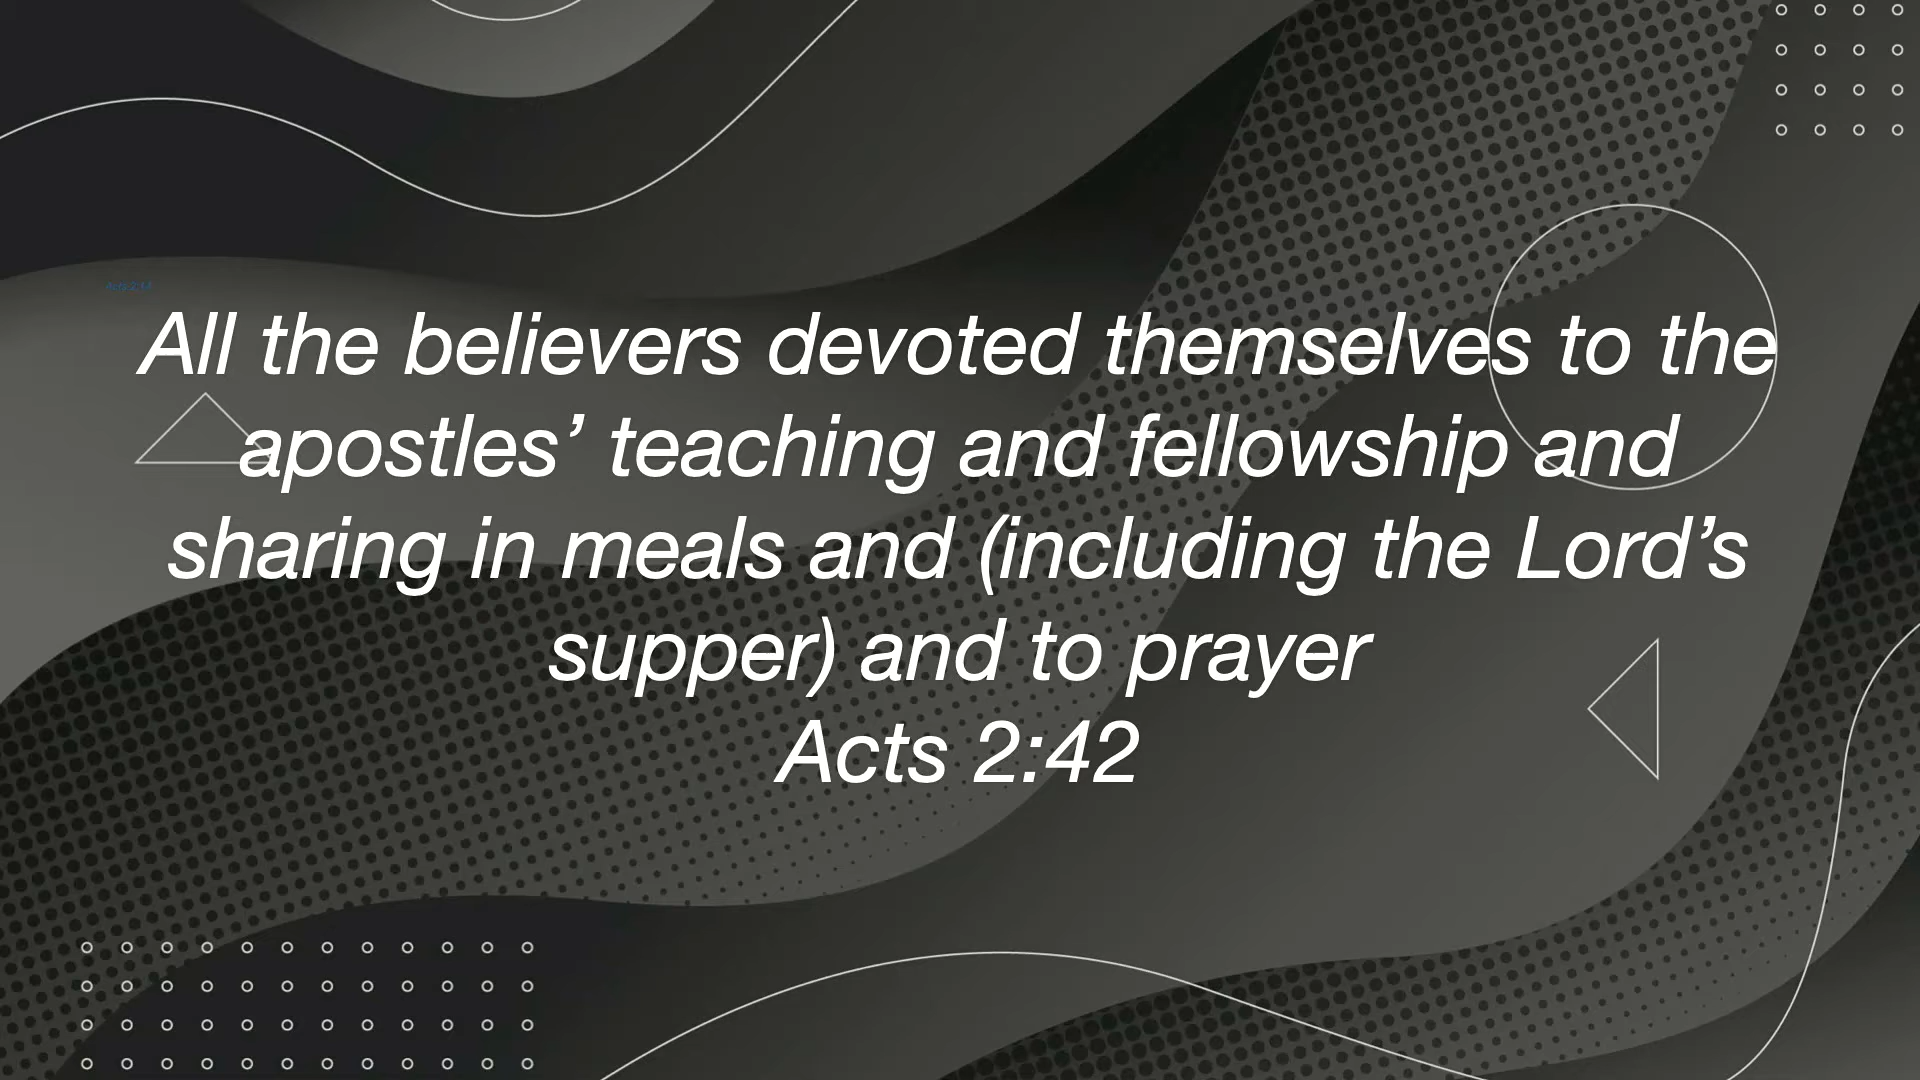 All the believers devoted themselves to the
apostles’ teaching and fellowship and
sharing in meals and (including the Lord’s
supper) and to prayer
Acts 2:42